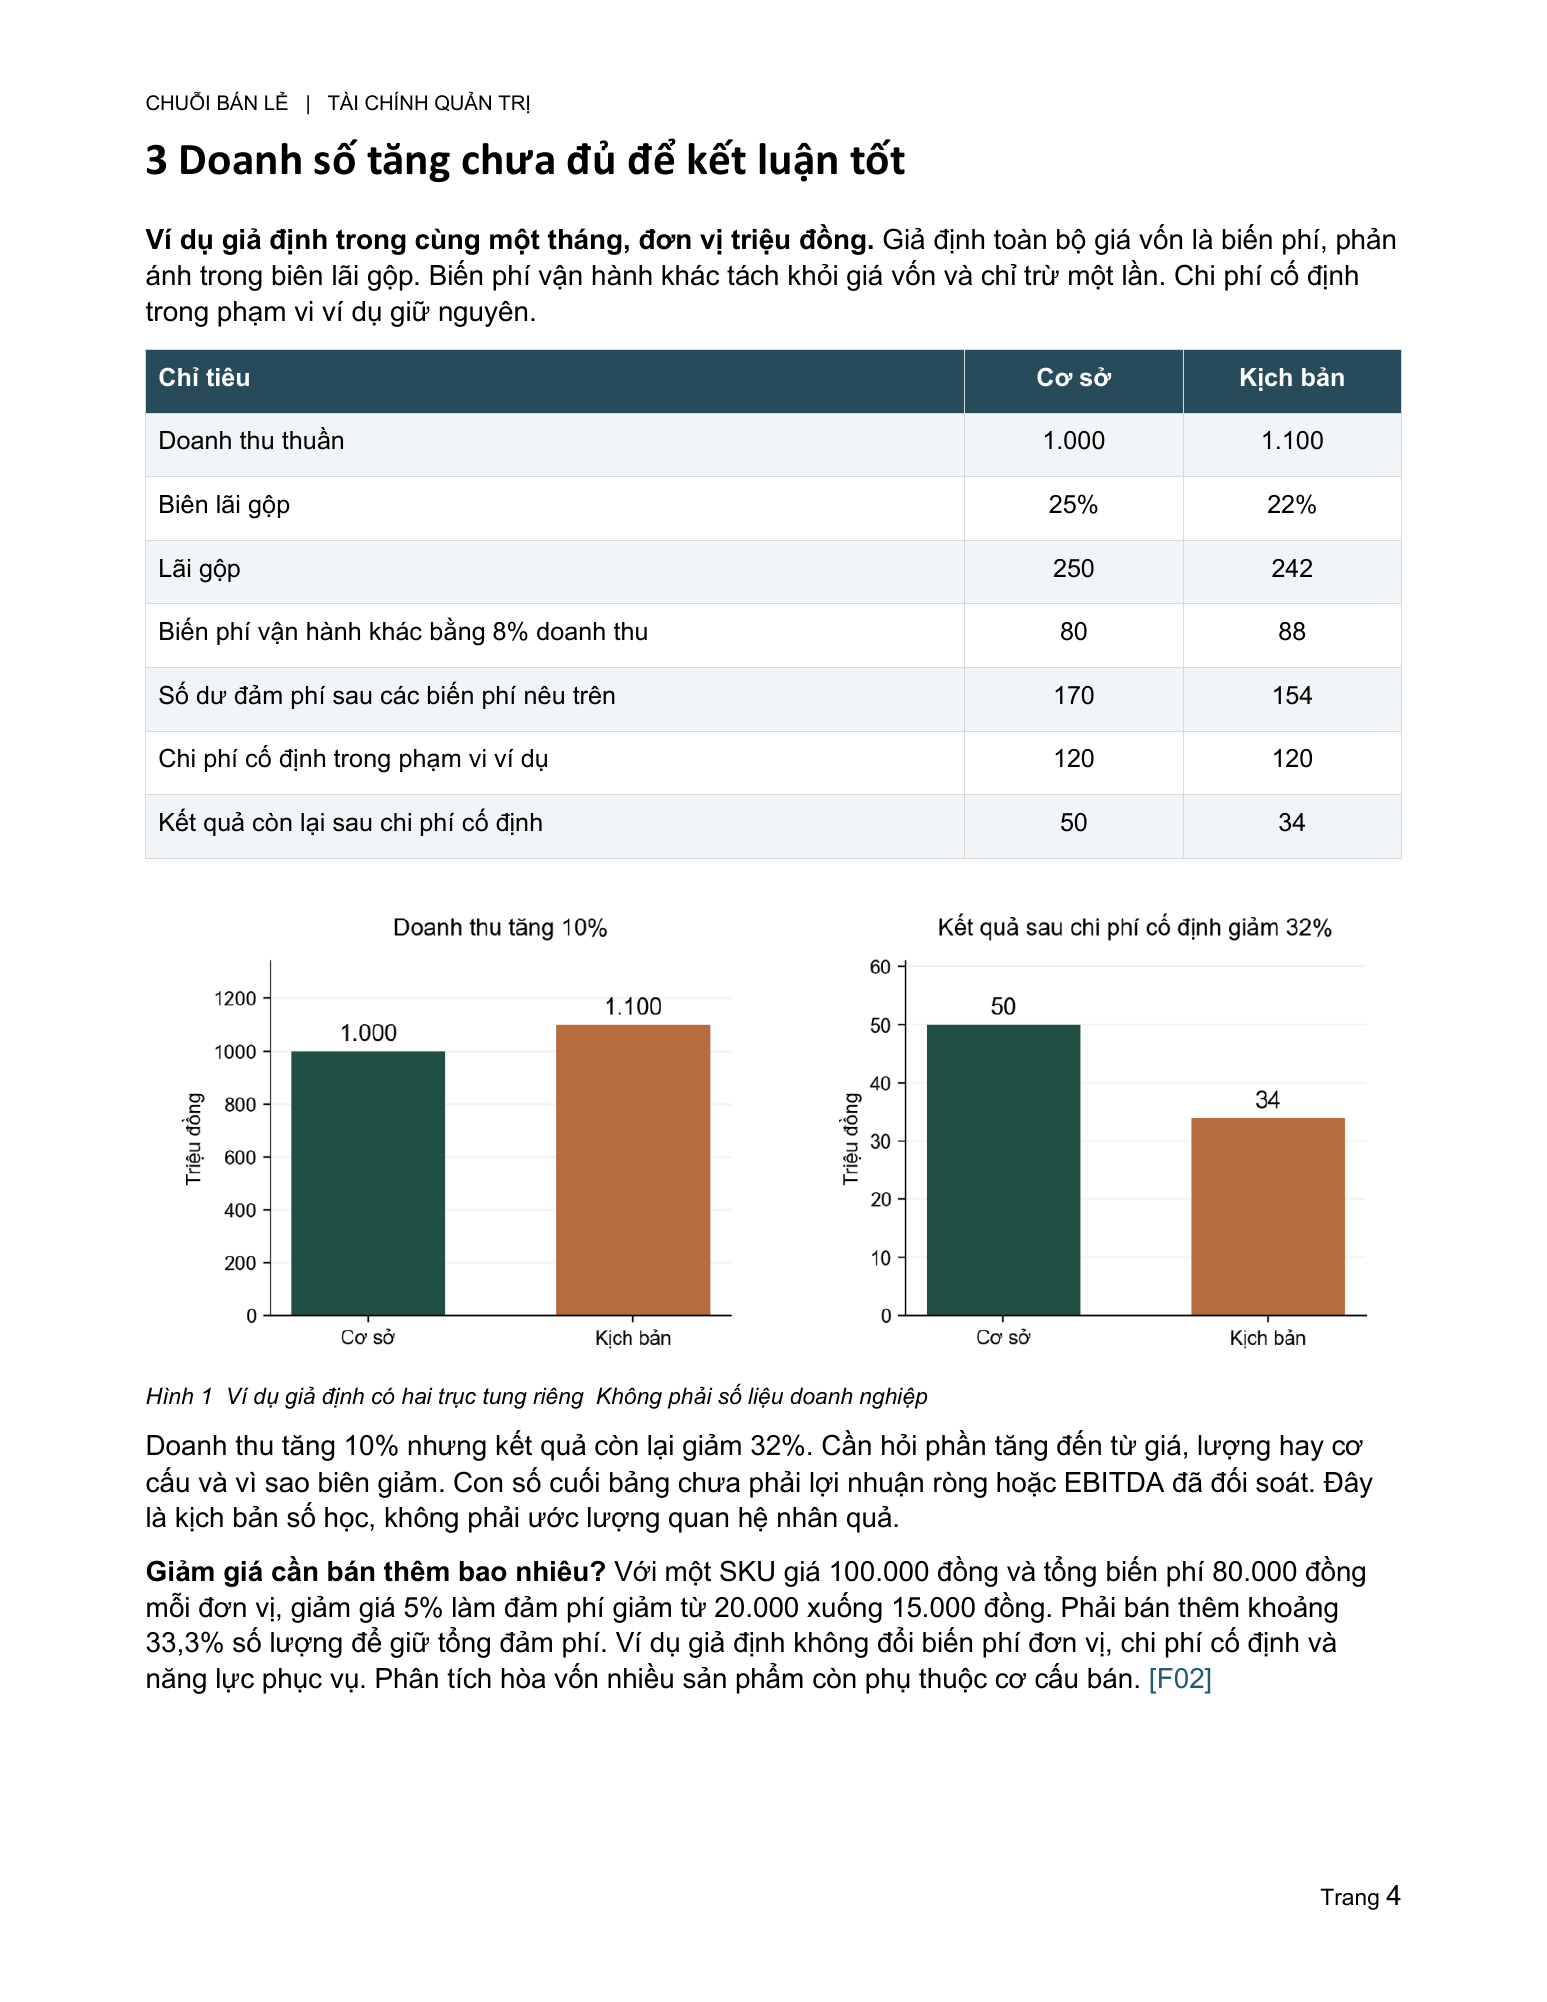 CHUỖI BÁN LẺ | TÀI CHÍNH QUẢN TRỊ
3 Doanh số tăng chưa đủ để kết luận tốt
Ví dụ giả định trong cùng một tháng, đơn vị triệu đồng. Giả định toàn bộ giá vốn là biến phí, phản
ánh trong biên lãi gộp. Biến phí vận hành khác tách khỏi giá vốn và chỉ trừ một lần. Chi phí cố định
trong phạm vi ví dụ giữ nguyên.
Chỉ tiêu Cơ sở Kịch bản
Doanh thu thuần 1.000 1.100
Biên lãi gộp 25% 22%
Lãi gộp 250 242
Biến phí vận hành khác bằng 8% doanh thu 80 88
Số dư đảm phí sau các biến phí nêu trên 170 154
Chi phí cố định trong phạm vi ví dụ 120 120
Kết quả còn lại sau chi phí cố định 50 34
Doanh thu tăng 10%
1200
1000
800
600
400
200
0
Triệu đồng
1.000
1.100
Cơ sở Kịch bản
Kết quả sau chi phí cố định giảm 32%
60
50
40
30
20
10
0
Triệu đồng
50
34
Cơ sở Kịch bản
Hình 1 Ví dụ giả định có hai trục tung riêng Không phải số liệu doanh nghiệp
Doanh thu tăng 10% nhưng kết quả còn lại giảm 32%. Cần hỏi phần tăng đến từ giá, lượng hay cơ
cấu và vì sao biên giảm. Con số cuối bảng chưa phải lợi nhuận ròng hoặc EBITDA đã đối soát. Đây
là kịch bản số học, không phải ước lượng quan hệ nhân quả.
Giảm giá cần bán thêm bao nhiêu? Với một SKU giá 100.000 đồng và tổng biến phí 80.000 đồng
mỗi đơn vị, giảm giá 5% làm đảm phí giảm từ 20.000 xuống 15.000 đồng. Phải bán thêm khoảng
33,3% số lượng để giữ tổng đảm phí. Ví dụ giả định không đổi biến phí đơn vị, chi phí cố định và
năng lực phục vụ. Phân tích hòa vốn nhiều sản phẩm còn phụ thuộc cơ cấu bán. [F02]
Trang 4